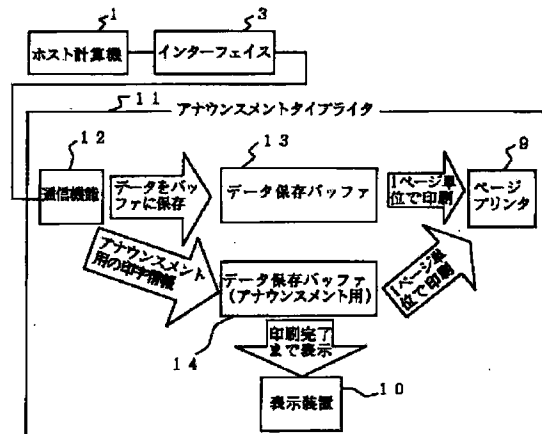 1
3
ホスト計算機
インターフェイス
11
アナウンスメントタイプライタ
12
13
9
通信機能
データをバッ
ファに保存
データ保存バッファ
1ページ単
位で印刷
ページ
プリンタ
アナウンスメント
用の印字情報
データ保存バッファ
(アナウンスメント用)
1ページ単
位で印刷
14
印刷完了
まで表示
10
表示装置